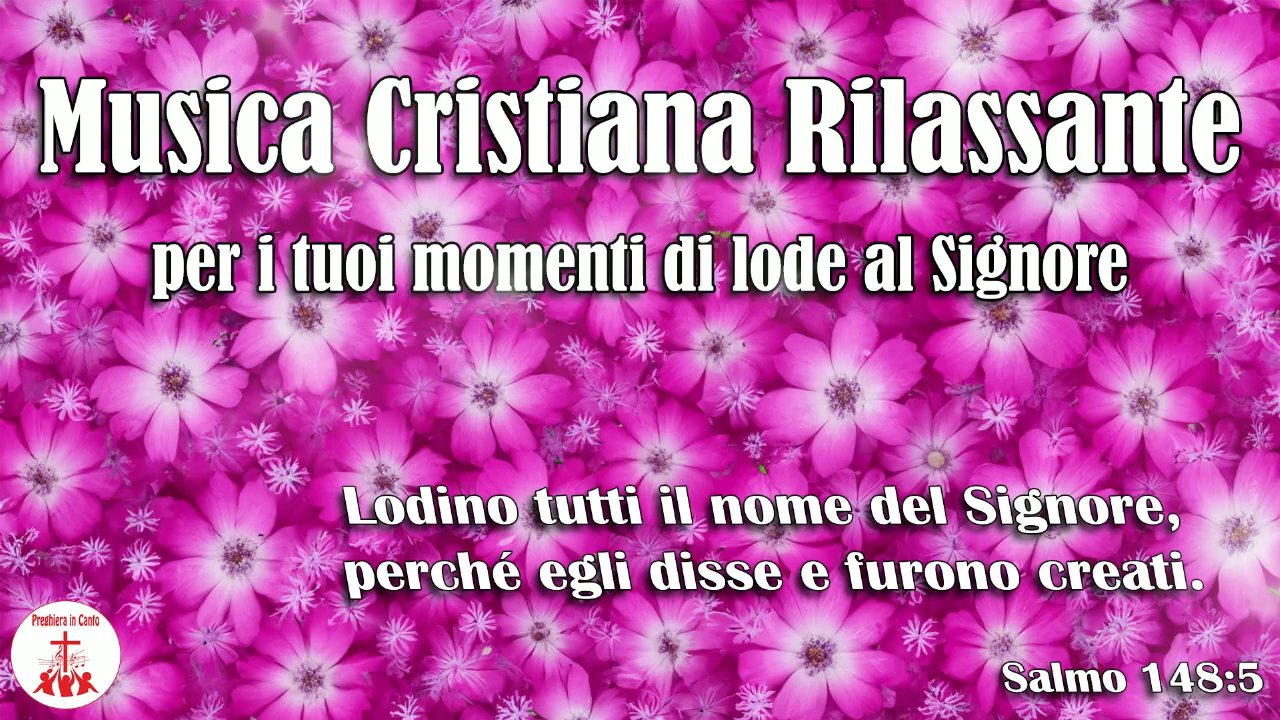 Musica Cristiana Rilassante
per i tuoi momenti di lode al Signore
Lodino tutti il nome del Signore,
perché egli disse e furono creati.
Preghiera in Canto
Salmo 148:5